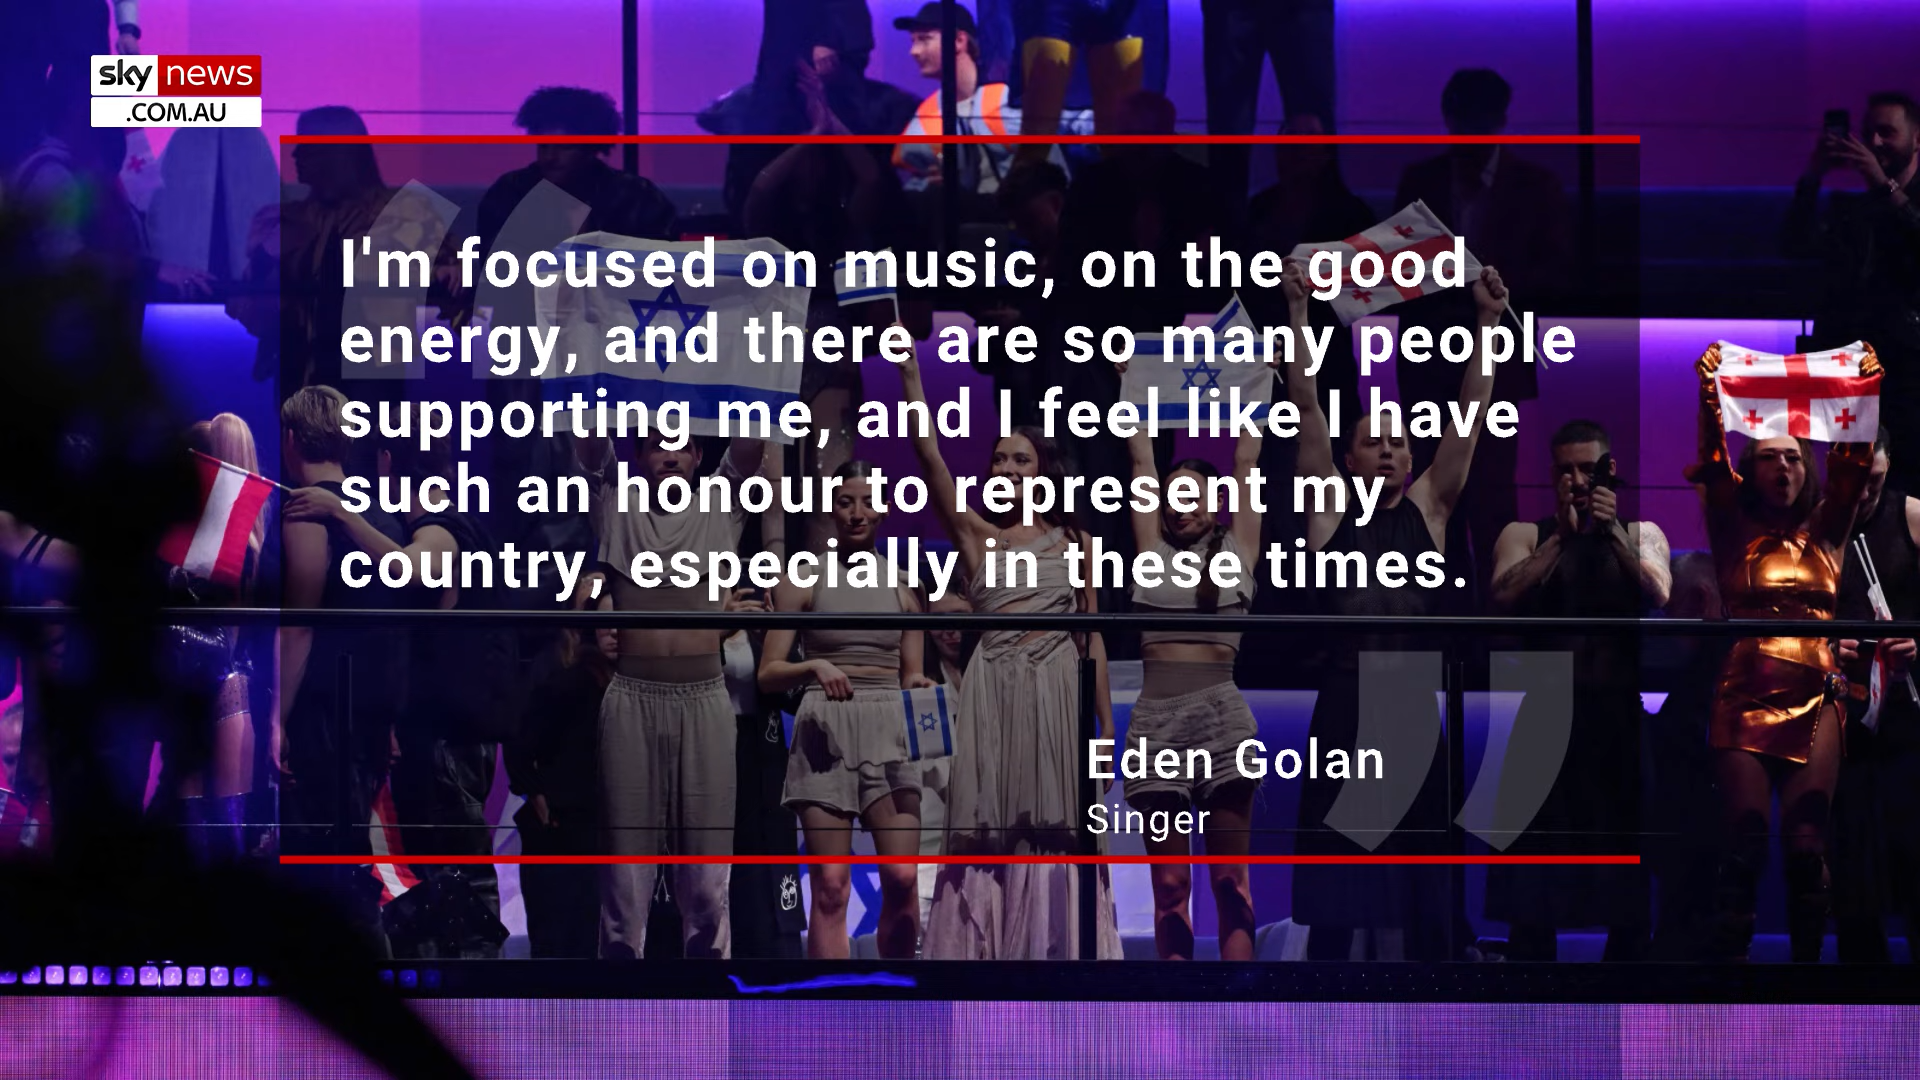 sky news
.COM.AU
I'm focused on music, on the good
energy, and there are so many people
supporting me, and I feel like I have
such an honour to represent my
country, especially in these times.
Eden Golan
Singer